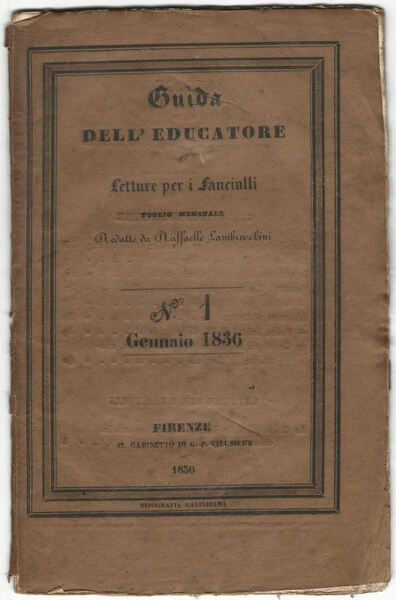 Guida
DELL' EDUCATORE
e
Letture per i Fanciulli
FOGLIO MENSUALE
Redatto da Raffaello Lambruschini
N.° 1
Gennaio 1836
FIRENZE
AL GABINETTO DI G. P. VIEUSSEUX
1836
TIPOGRAFIA GALILEIANA